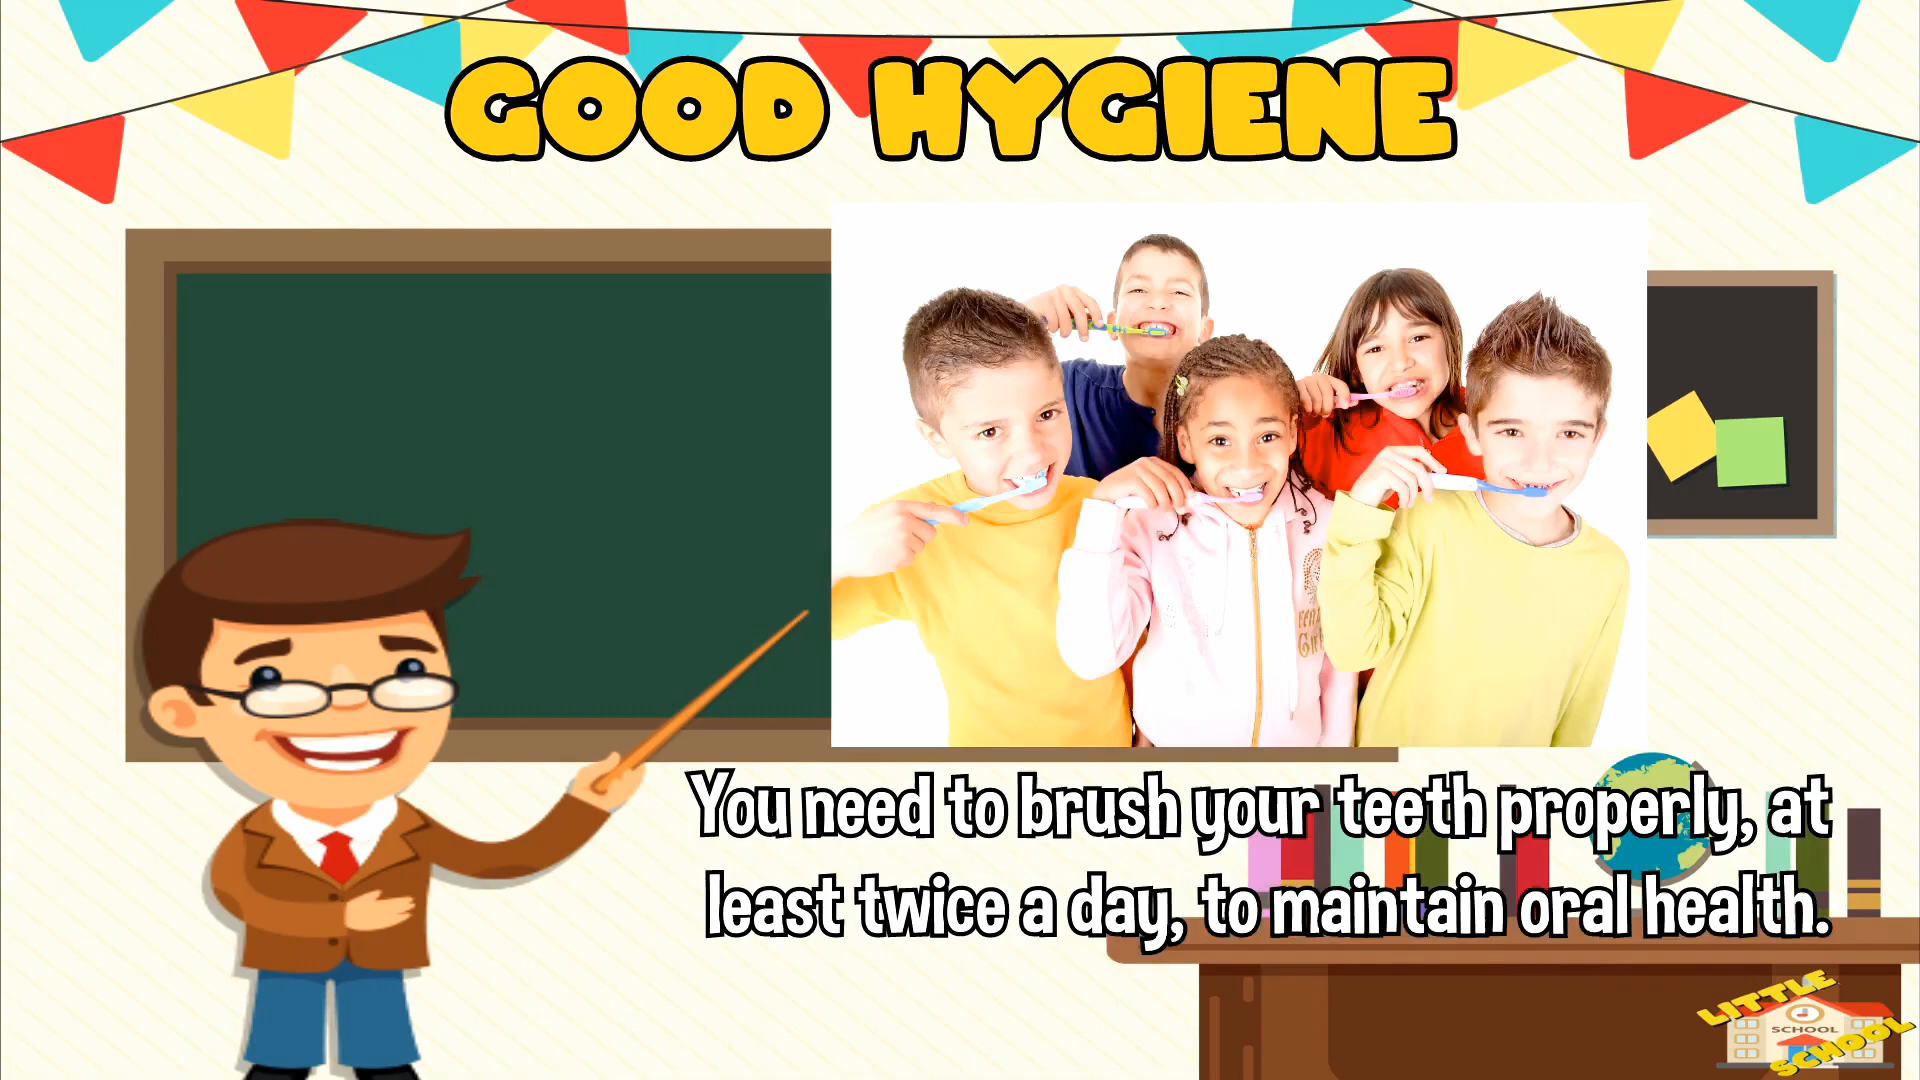 GOOD HYGIENE
You need to brush your teeth properly, at
least twice a day, to maintain oral health.
LITTLE
SCHOOL
SCHOOL